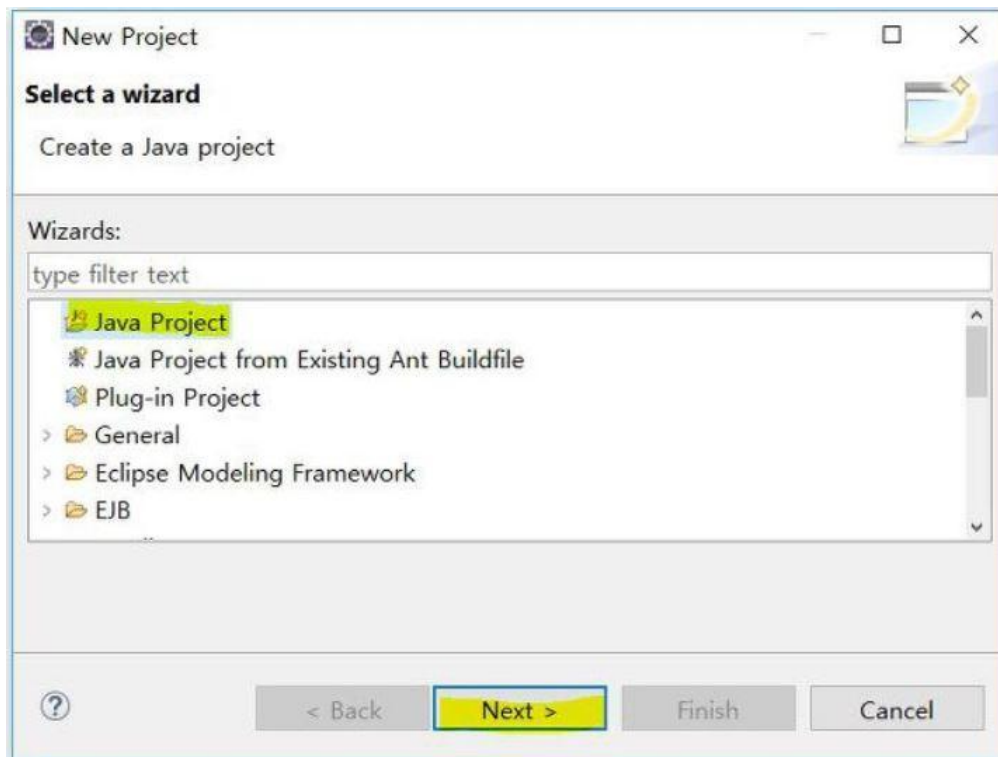 New Project
Select a wizard
Create a Java project
Wizards:
type filter text
Java Project
Java Project from Existing Ant Buildfile
Plug-in Project
General
Eclipse Modeling Framework
EJB
< Back Next > Finish Cancel